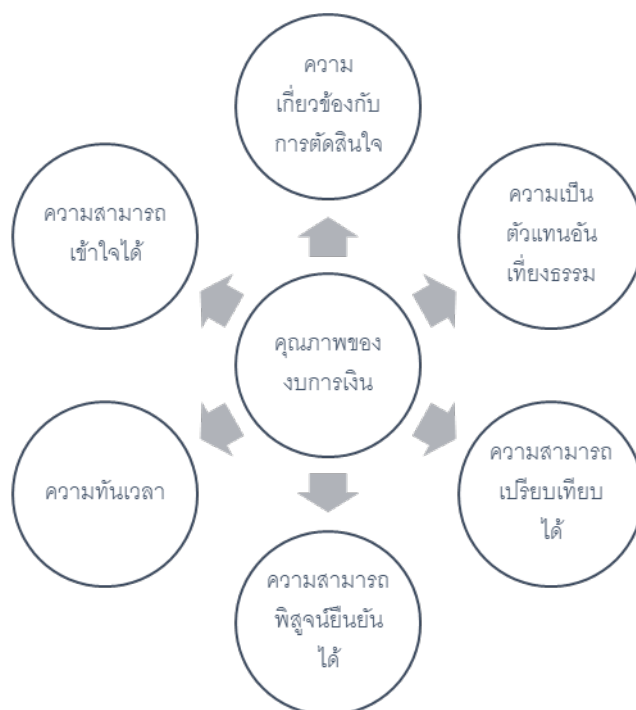 ความ
เกี่ยวข้องกับ
การตัดสินใจ
ความเป็น
ตัวแทนอัน
เที่ยงธรรม
ความสามารถ
เปรียบเทียบ
ได้
ความสามารถ
พิสูจน์ยืนยัน
ได้
ความทันเวลา
ความสามารถ
เข้าใจได้
คุณภาพของ
งบการเงิน